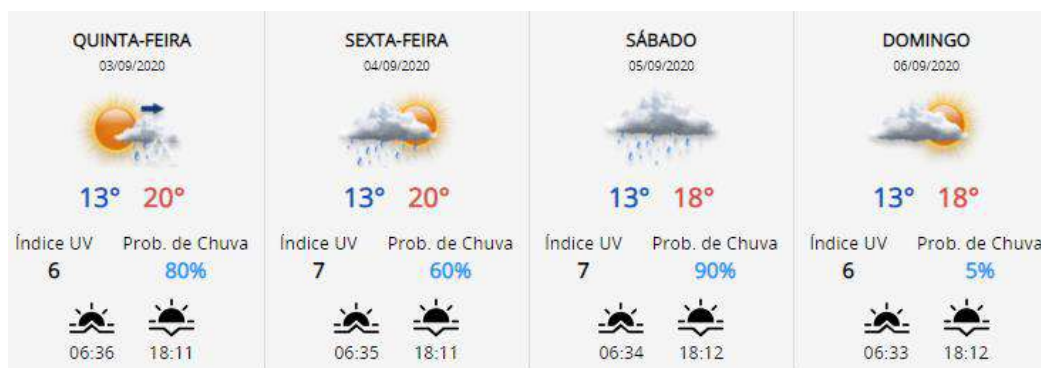 QUINTA-FEIRA
03/09/2020
13° 20°
Índice UV Prob. de Chuva
6 80%
06:36 18:11
SEXTA-FEIRA
04/09/2020
13° 20°
Índice UV Prob. de Chuva
7 60%
06:35 18:11
SÁBADO
05/09/2020
13° 18°
Índice UV Prob. de Chuva
7 90%
06:34 18:12
DOMINGO
06/09/2020
13° 18°
Índice UV Prob. de Chuva
6 5%
06:33 18:12